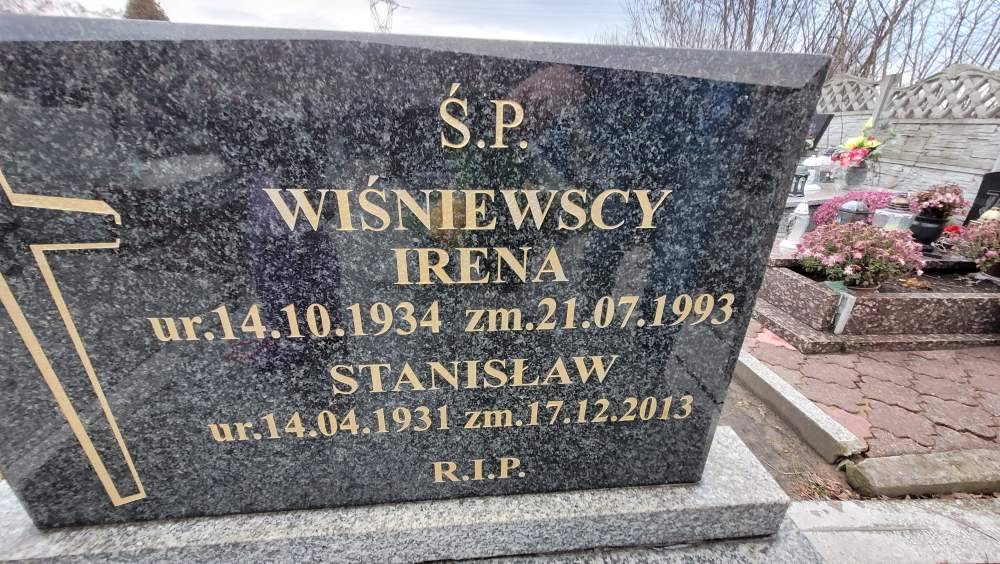 Ś.P.
WIŚNIEWSCY
IRENA
ur.14.10.1934 zm.21.07.1993
STANISŁAW
ur.14.04.1931 zm.17.12.2013
R.I.P.